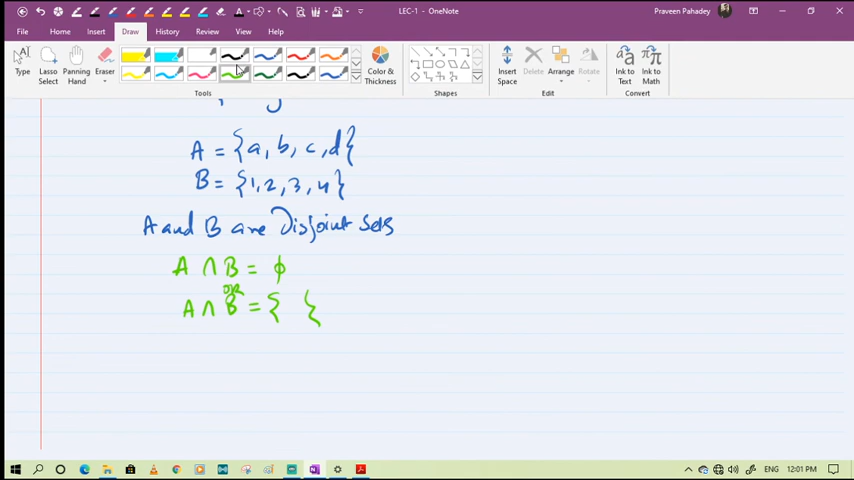 LEC-1 - OneNote
Praveen Pahadey
File Home Insert Draw History Review View Help
Type
Lasso Select
Panning Hand
Eraser
Color & Thickness
Insert Space
Delete
Arrange
Rotate
Ink to Text
Ink to Math
Tools Shapes Edit Convert
A = {a, b, c, d}
B = {1, 2, 3, 4}
A and B are Disjoint sets
A ∩ B = ϕ
OR
A ∩ B = { }
ENG 12:01 PM